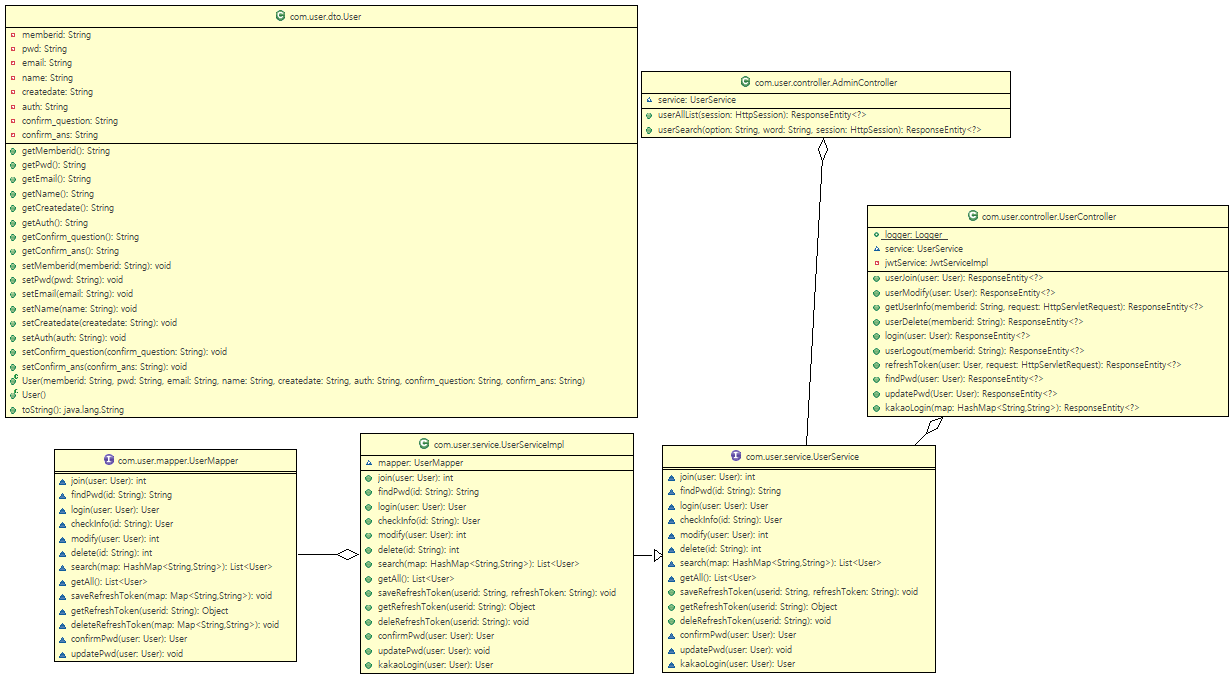 com.user.dto.User
memberid: String
pwd: String
email: String
name: String
createdate: String
auth: String
confirm_question: String
confirm_ans: String
getMemberid(): String
getPwd(): String
getEmail(): String
getName(): String
getCreatedate(): String
getAuth(): String
getConfirm_question(): String
getConfirm_ans(): String
setMemberid(memberid: String): void
setPwd(pwd: String): void
setEmail(email: String): void
setName(name: String): void
setCreatedate(createdate: String): void
setAuth(auth: String): void
setConfirm_question(confirm_question: String): void
setConfirm_ans(confirm_ans: String): void
User(memberid: String, pwd: String, email: String, name: String, createdate: String, auth: String, confirm_question: String, confirm_ans: String)
User()
toString(): java.lang.String
com.user.controller.AdminController
service: UserService
userAllList(session: HttpSession): ResponseEntity<?>
userSearch(option: String, word: String, session: HttpSession): ResponseEntity<?>
com.user.controller.UserController
logger: Logger
service: UserService
jwtService: JwtServiceImpl
userJoin(user: User): ResponseEntity<?>
userModify(user: User): ResponseEntity<?>
getUserInfo(memberid: String, request: HttpServletRequest): ResponseEntity<?>
userDelete(memberid: String): ResponseEntity<?>
login(user: User): ResponseEntity<?>
userLogout(memberid: String): ResponseEntity<?>
refreshToken(user: User, request: HttpServletRequest): ResponseEntity<?>
findPwd(user: User): ResponseEntity<?>
updatePwd(User: User): ResponseEntity<?>
kakaoLogin(map: HashMap<String,String>): ResponseEntity<?>
com.user.mapper.UserMapper
join(user: User): int
findPwd(id: String): String
login(user: User): User
checkInfo(id: String): User
modify(user: User): int
delete(id: String): int
search(map: HashMap<String,String>): List<User>
getAll(): List<User>
saveRefreshToken(map: Map<String,String>): void
getRefreshToken(userid: String): Object
deleteRefreshToken(map: Map<String,String>): void
confirmPwd(user: User): User
updatePwd(user: User): void
com.user.service.UserServiceImpl
mapper: UserMapper
join(user: User): int
findPwd(id: String): String
login(user: User): User
checkInfo(id: String): User
modify(user: User): int
delete(id: String): int
search(map: HashMap<String,String>): List<User>
getAll(): List<User>
saveRefreshToken(userid: String, refreshToken: String): void
getRefreshToken(userid: String): Object
deleRefreshToken(userid: String): void
confirmPwd(user: User): User
updatePwd(user: User): void
kakaoLogin(user: User): User
com.user.service.UserService
join(user: User): int
findPwd(id: String): String
login(user: User): User
checkInfo(id: String): User
modify(user: User): int
delete(id: String): int
search(map: HashMap<String,String>): List<User>
getAll(): List<User>
saveRefreshToken(userid: String, refreshToken: String): void
getRefreshToken(userid: String): Object
deleRefreshToken(userid: String): void
confirmPwd(user: User): User
updatePwd(user: User): void
kakaoLogin(user: User): User